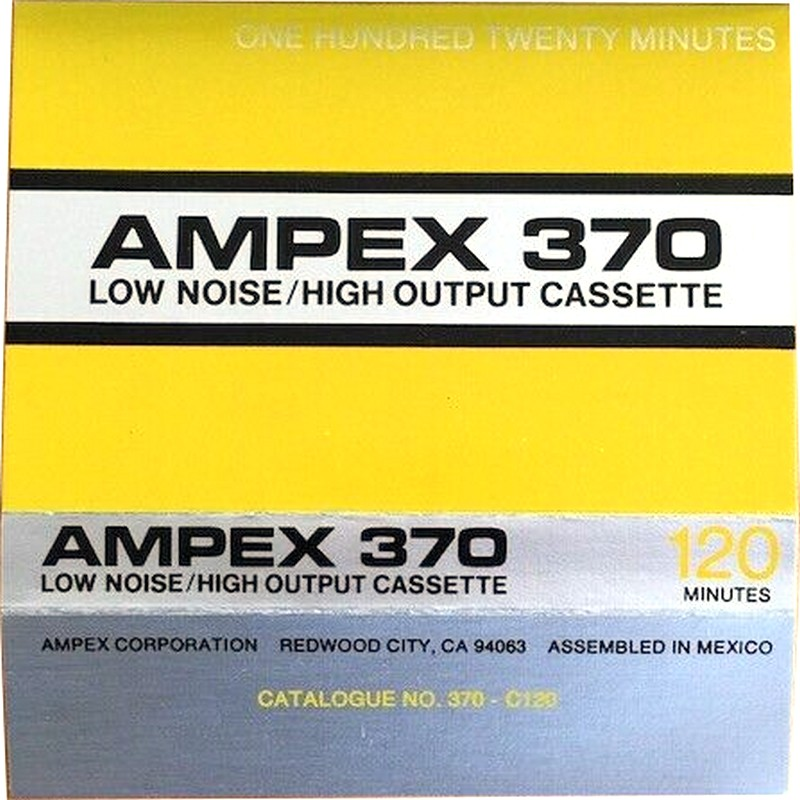 ONE HUNDRED TWENTY MINUTES
AMPEX 370
LOW NOISE/HIGH OUTPUT CASSETTE
AMPEX 370
LOW NOISE/HIGH OUTPUT CASSETTE
120
MINUTES
AMPEX CORPORATION REDWOOD CITY, CA 94063 ASSEMBLED IN MEXICO
CATALOGUE NO. 370 - C120